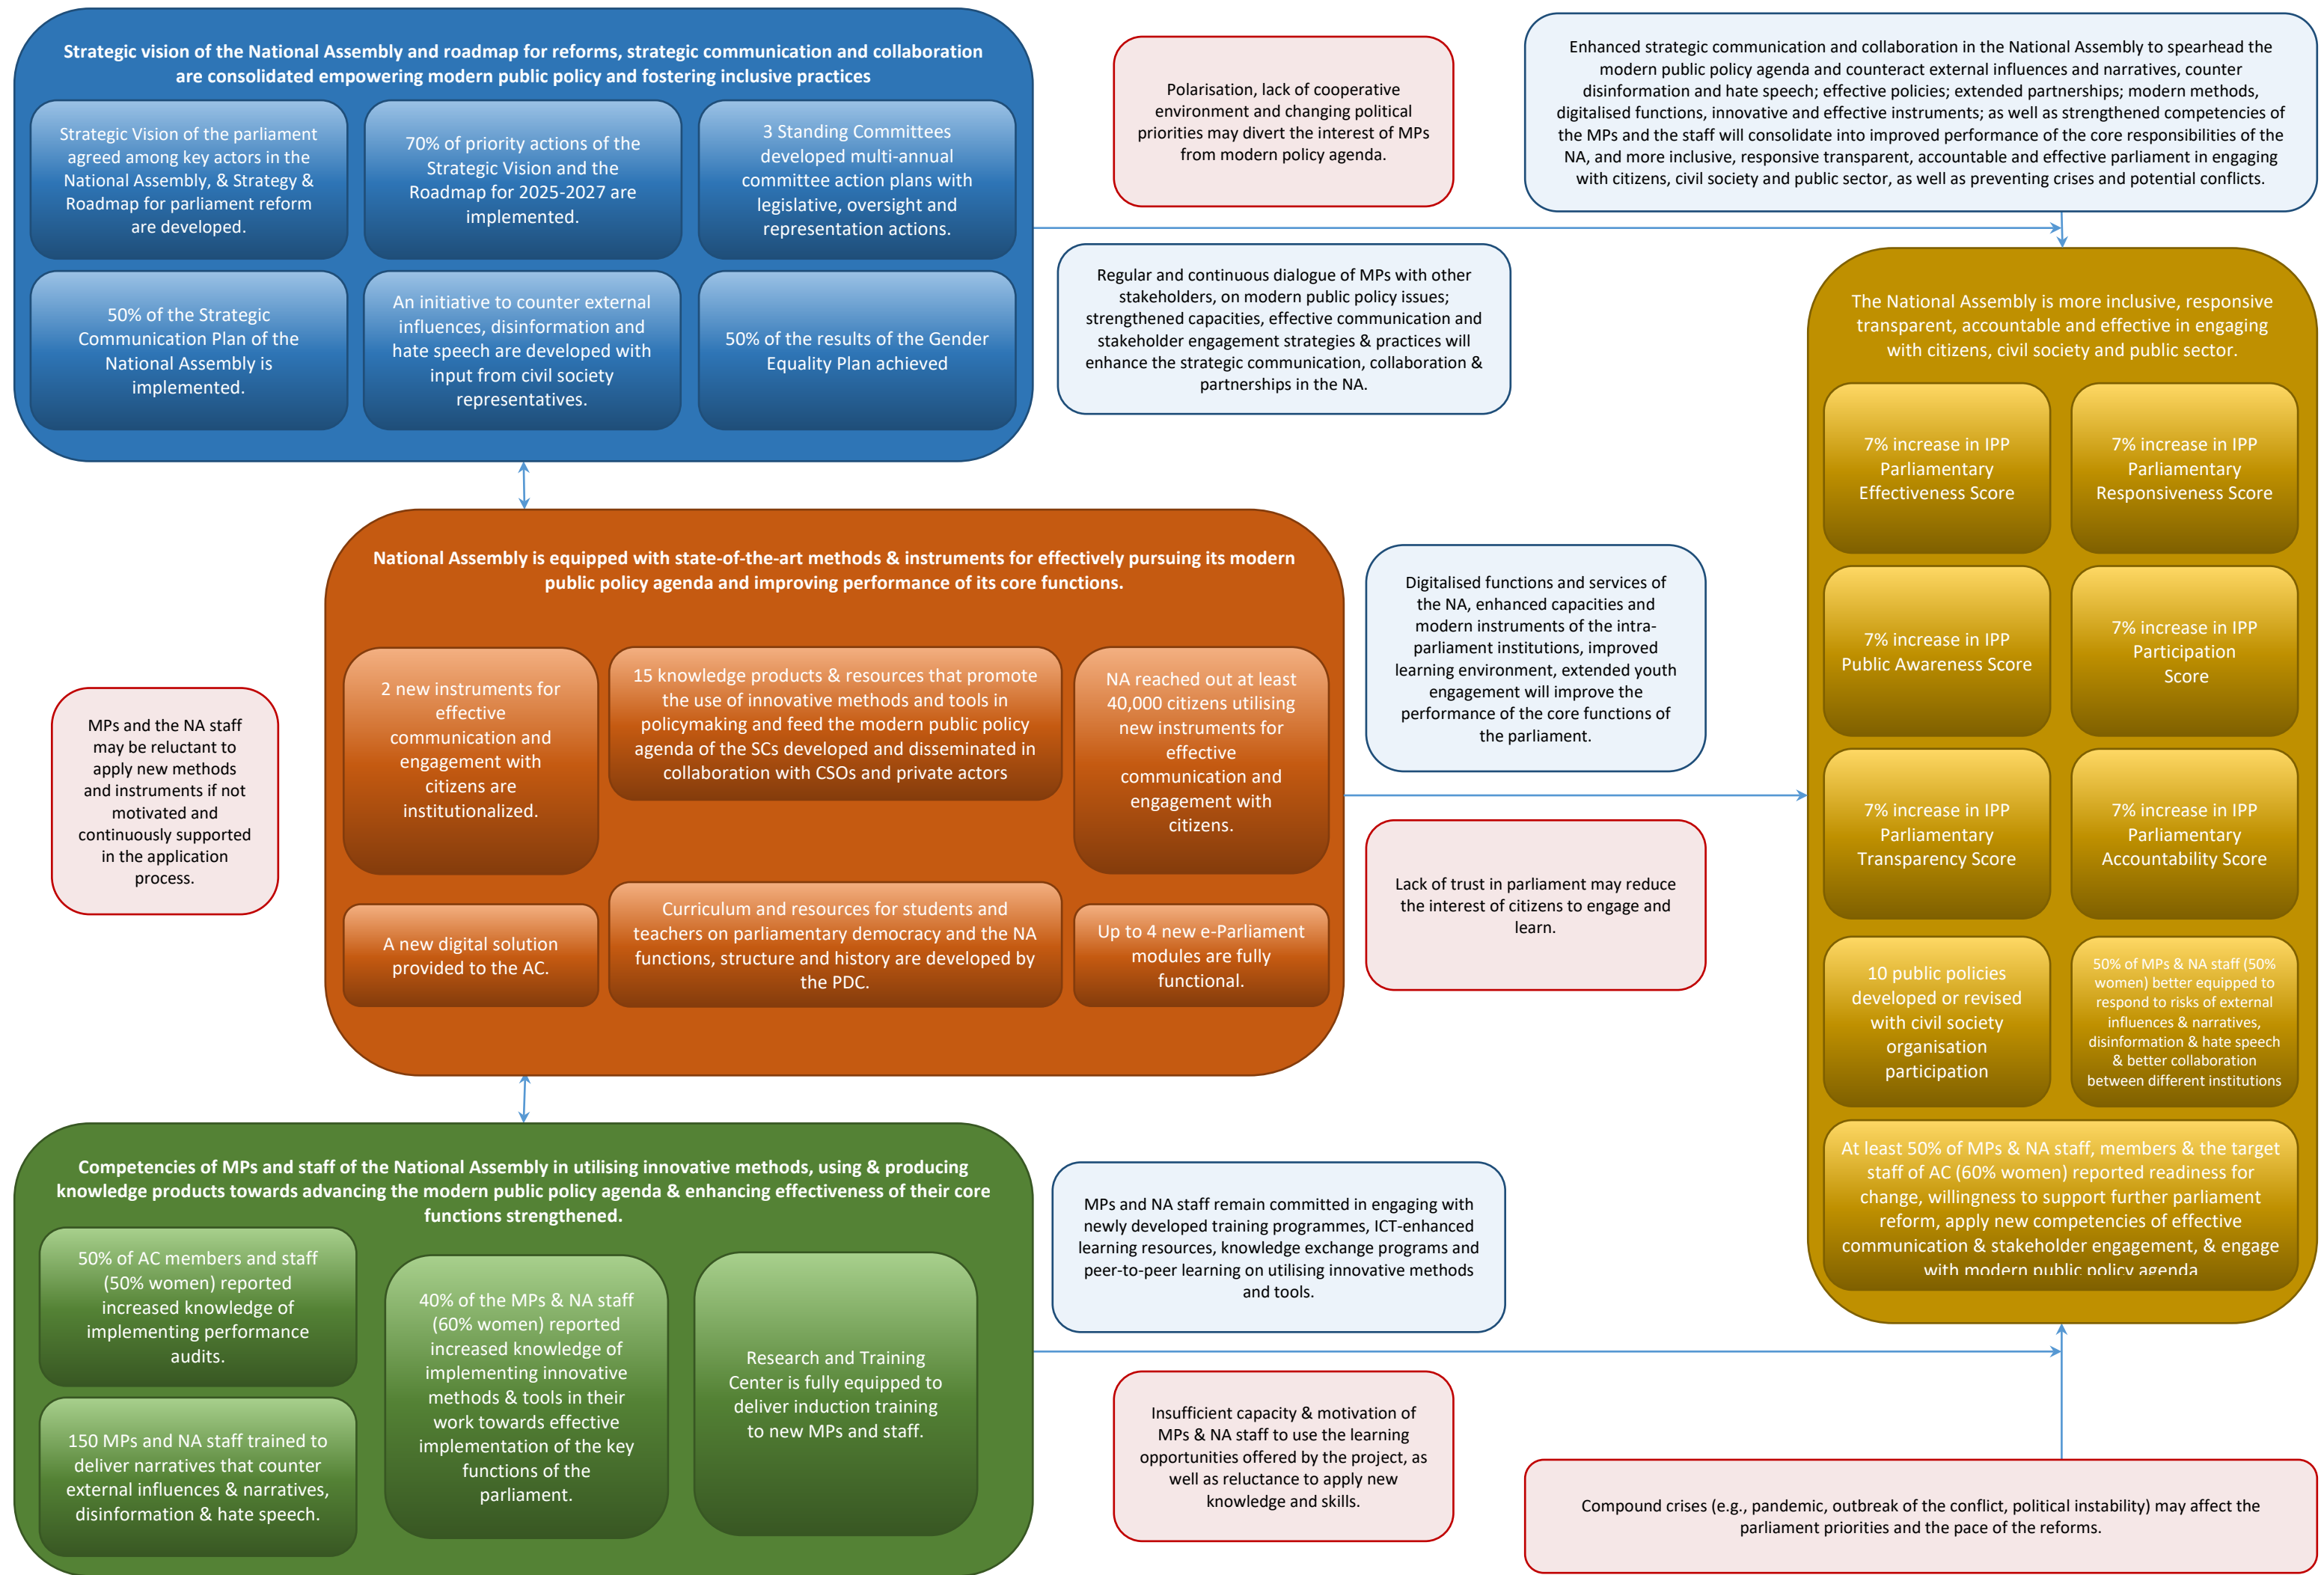 Strategic vision of the National Assembly and roadmap for reforms, strategic communication and collaboration
are consolidated empowering modern public policy and fostering inclusive practices
Strategic Vision of the parliament
agreed among key actors in the
National Assembly, & Strategy &
Roadmap for parliament reform
are developed.
70% of priority actions of the
Strategic Vision and the
Roadmap for 2025-2027 are
implemented.
3 Standing Committees
developed multi-annual
committee action plans with
legislative, oversight and
representation actions.
50% of the Strategic
Communication Plan of the
National Assembly is
implemented.
An initiative to counter external
influences, disinformation and
hate speech are developed with
input from civil society
representatives.
50% of the results of the Gender
Equality Plan achieved
Polarisation, lack of cooperative
environment and changing political
priorities may divert the interest of MPs
from modern policy agenda.
Enhanced strategic communication and collaboration in the National Assembly to spearhead the
modern public policy agenda and counteract external influences and narratives, counter
disinformation and hate speech; effective policies; extended partnerships; modern methods,
digitalised functions, innovative and effective instruments; as well as strengthened competencies of
the MPs and the staff will consolidate into improved performance of the core responsibilities of the
NA, and more inclusive, responsive transparent, accountable and effective parliament in engaging
with citizens, civil society and public sector, as well as preventing crises and potential conflicts.
Regular and continuous dialogue of MPs with other
stakeholders, on modern public policy issues;
strengthened capacities, effective communication and
stakeholder engagement strategies & practices will
enhance the strategic communication, collaboration &
partnerships in the NA.
The National Assembly is more inclusive, responsive
transparent, accountable and effective in engaging
with citizens, civil society and public sector.
7% increase in IPP
Parliamentary
Effectiveness Score
7% increase in IPP
Parliamentary
Responsiveness Score
7% increase in IPP
Public Awareness Score
7% increase in IPP
Participation
Score
7% increase in IPP
Parliamentary
Transparency Score
7% increase in IPP
Parliamentary
Accountability Score
10 public policies
developed or revised
with civil society
organisation
participation
50% of MPs & NA staff (50%
women) better equipped to
respond to risks of external
influences & narratives,
disinformation & hate speech
& better collaboration
between different institutions
At least 50% of MPs & NA staff, members & the target
staff of AC (60% women) reported readiness for
change, willingness to support further parliament
reform, apply new competencies of effective
communication & stakeholder engagement, & engage
with modern public policy agenda
National Assembly is equipped with state-of-the-art methods & instruments for effectively pursuing its modern
public policy agenda and improving performance of its core functions.
2 new instruments for
effective
communication and
engagement with
citizens are
institutionalized.
15 knowledge products & resources that promote
the use of innovative methods and tools in
policymaking and feed the modern public policy
agenda of the SCs developed and disseminated in
collaboration with CSOs and private actors
NA reached out at least
40,000 citizens utilising
new instruments for
effective
communication and
engagement with
citizens.
A new digital solution
provided to the AC.
Curriculum and resources for students and
teachers on parliamentary democracy and the NA
functions, structure and history are developed by
the PDC.
Up to 4 new e-Parliament
modules are fully
functional.
MPs and the NA staff
may be reluctant to
apply new methods
and instruments if not
motivated and
continuously supported
in the application
process.
Digitalised functions and services of
the NA, enhanced capacities and
modern instruments of the intra-
parliament institutions, improved
learning environment, extended youth
engagement will improve the
performance of the core functions of
the parliament.
Lack of trust in parliament may reduce
the interest of citizens to engage and
learn.
Competencies of MPs and staff of the National Assembly in utilising innovative methods, using & producing
knowledge products towards advancing the modern public policy agenda & enhancing effectiveness of their core
functions strengthened.
50% of AC members and staff
(50% women) reported
increased knowledge of
implementing performance
audits.
150 MPs and NA staff trained to
deliver narratives that counter
external influences & narratives,
disinformation & hate speech.
40% of the MPs & NA staff
(60% women) reported
increased knowledge of
implementing innovative
methods & tools in their
work towards effective
implementation of the key
functions of the
parliament.
Research and Training
Center is fully equipped to
deliver induction training
to new MPs and staff.
MPs and NA staff remain committed in engaging with
newly developed training programmes, ICT-enhanced
learning resources, knowledge exchange programs and
peer-to-peer learning on utilising innovative methods
and tools.
Insufficient capacity & motivation of
MPs & NA staff to use the learning
opportunities offered by the project, as
well as reluctance to apply new
knowledge and skills.
Compound crises (e.g., pandemic, outbreak of the conflict, political instability) may affect the
parliament priorities and the pace of the reforms.